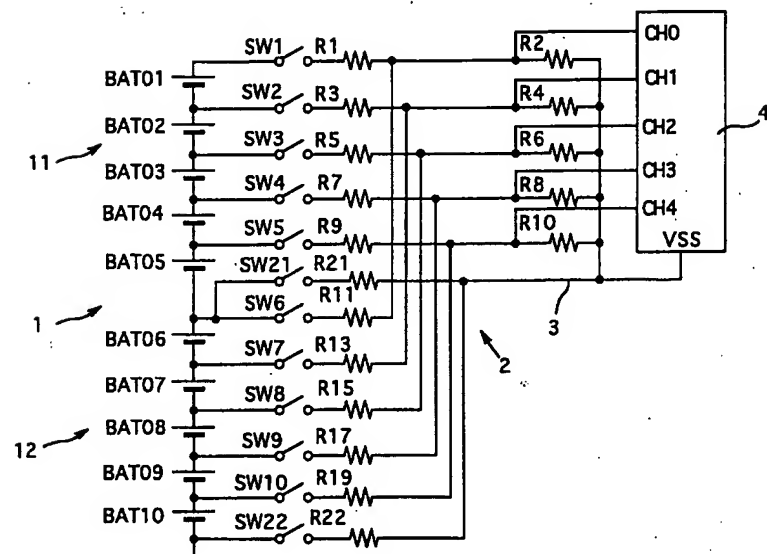 SW1 R1 R2 CH0
BAT01
SW2 R3 R4 CH1
BAT02
SW3 R5 R6 CH2 4
11
BAT03
SW4 R7 R8 CH3
BAT04
SW5 R9 R10 CH4
BAT05
SW21 R21 VSS
1 SW6 R11 3
BAT06
SW7 R13 2
BAT07
SW8 R15
12 BAT08
SW9 R17
BAT09
SW10 R19
BAT10
SW22 R22